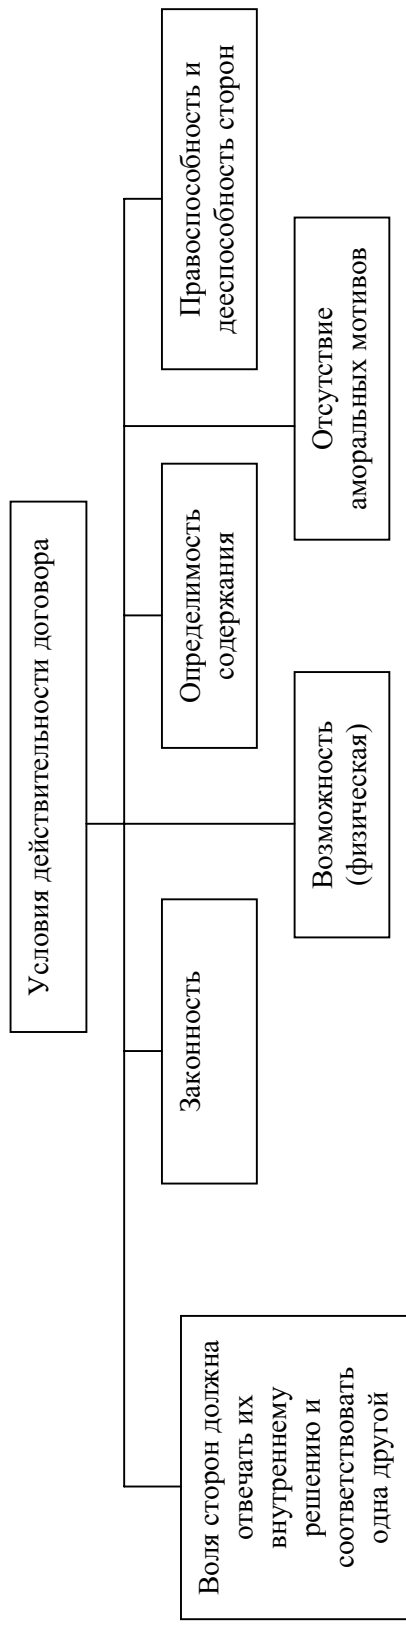 Условия действительности договора
Воля сторон должна
отвечать их
внутреннему
решению и
соответствовать
одна другой
Законность
Возможность
(физическая)
Определимость
содержания
Отсутствие
аморальных мотивов
Правоспособность и
дееспособность сторон